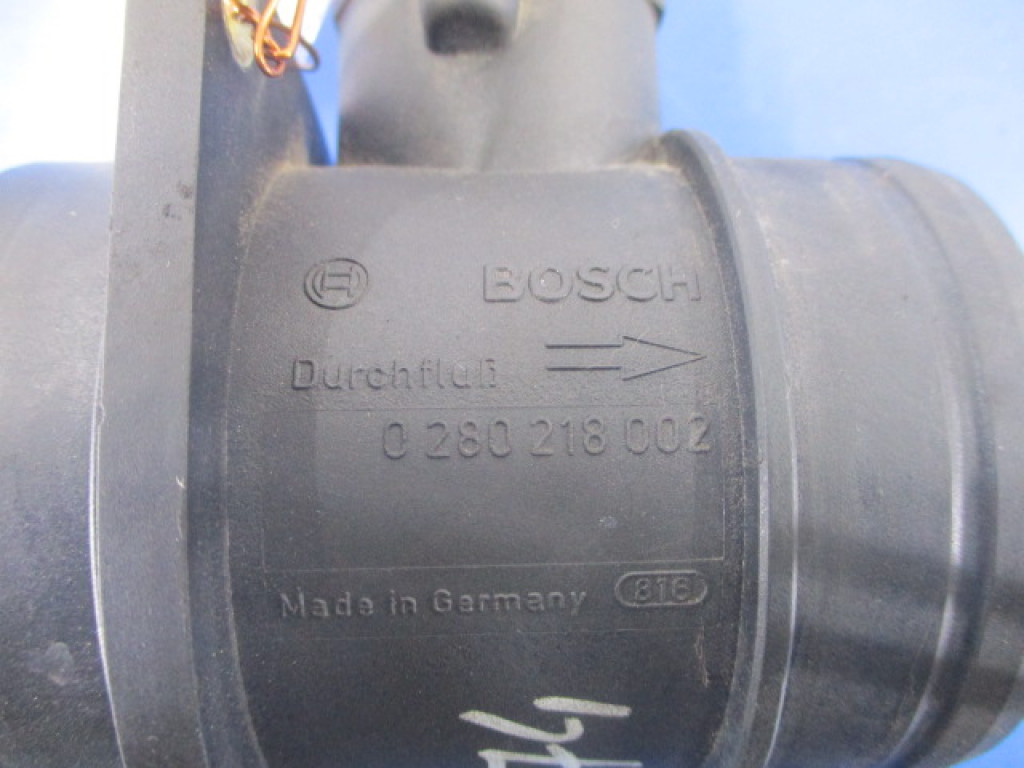 BOSCH
Durchfluß
0 280 218 002
Made in Germany 816